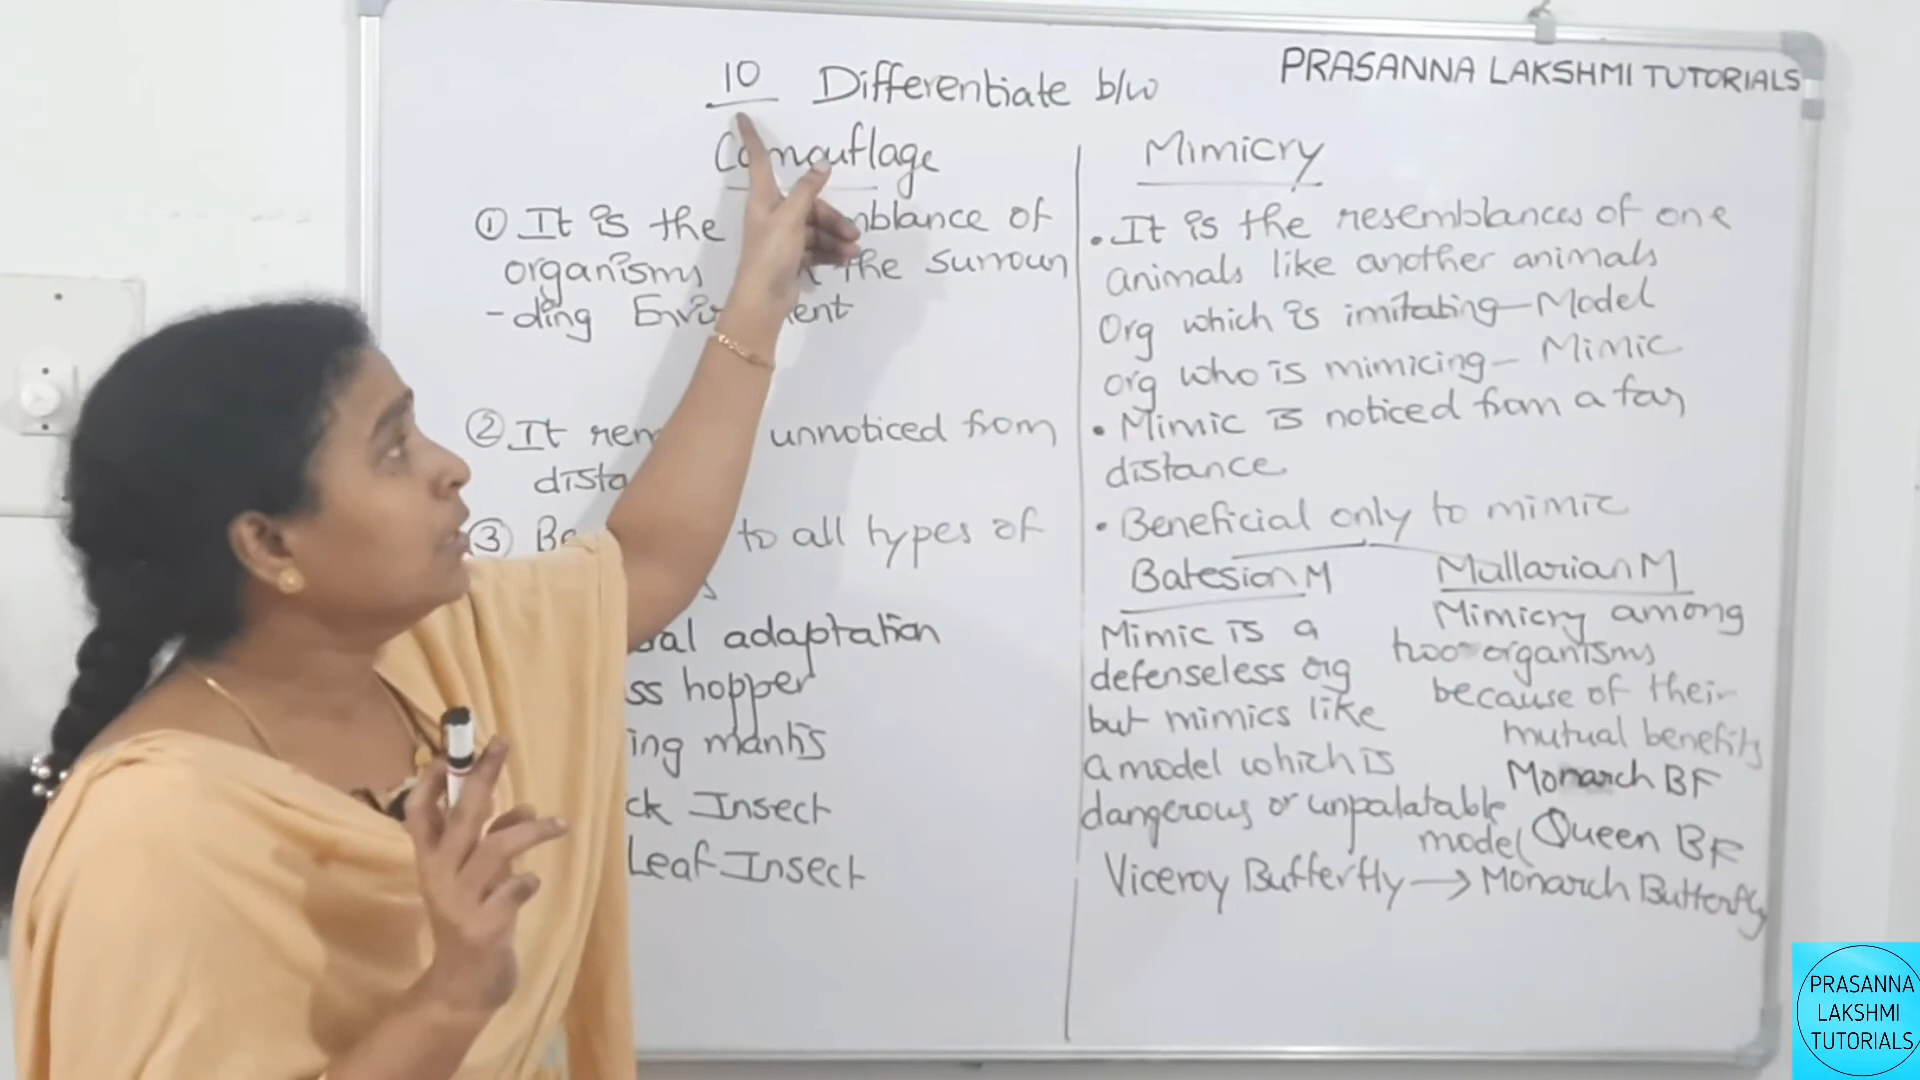 10 Differentiate b/w
PRASANNA LAKSHMI TUTORIALS
Camouflage
① It is the
of
organisms the surroun
-ding
② It unnoticed from
③ to all types of
adaptation
hopper
Insect
Leaf Insect
Mimicry
• It is the resemblances of one
animals like another animals
Org which is imitating - Model
org who is mimicing - Mimic
• Mimic is noticed from a far
distance
• Beneficial only to mimic
Batesion M
Mimic is a
defenseless org
but mimics like
a model which is
dangerous or unpalatable
model
Viceroy Butterfly → Monarch Butterfly
Mullarian M
Mimicry among
two organisms
because of their
mutual benefits
Monarch BF
Queen BF
PRASANNA
LAKSHMI
TUTORIALS